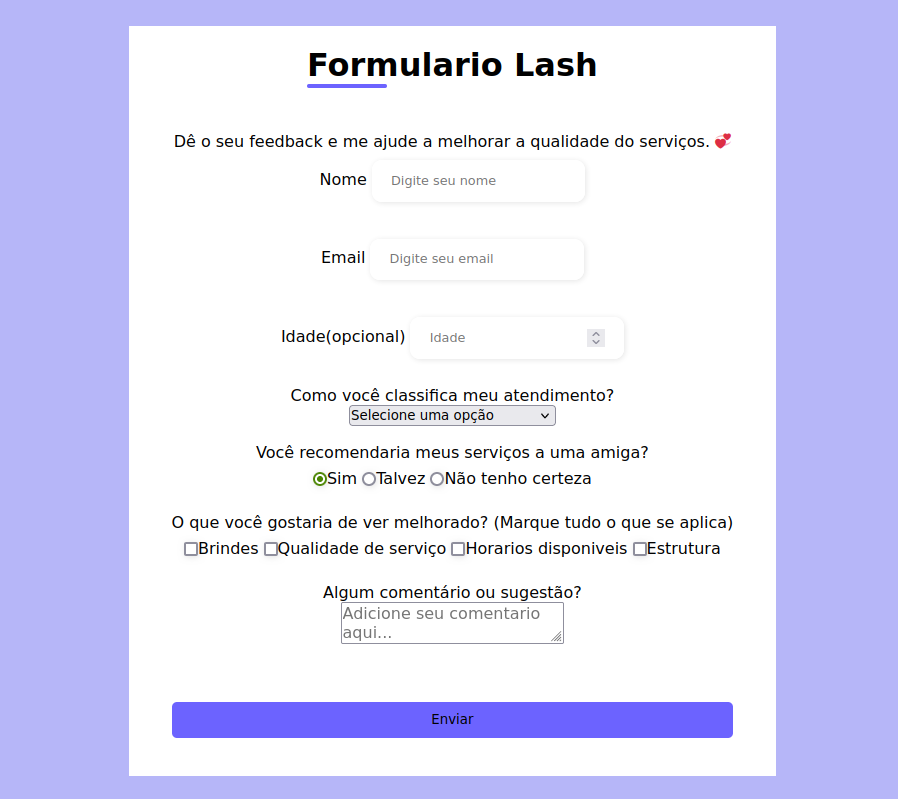 Formulario Lash
Dê o seu feedback e me ajude a melhorar a qualidade do serviços. 💞
Nome Digite seu nome
Email Digite seu email
Idade(opcional) Idade
Como você classifica meu atendimento?
Selecione uma opção
Você recomendaria meus serviços a uma amiga?
Sim Talvez Não tenho certeza
O que você gostaria de ver melhorado? (Marque tudo o que se aplica)
Brindes Qualidade de serviço Horarios disponiveis Estrutura
Algum comentário ou sugestão?
Adicione seu comentario
aqui...
Enviar